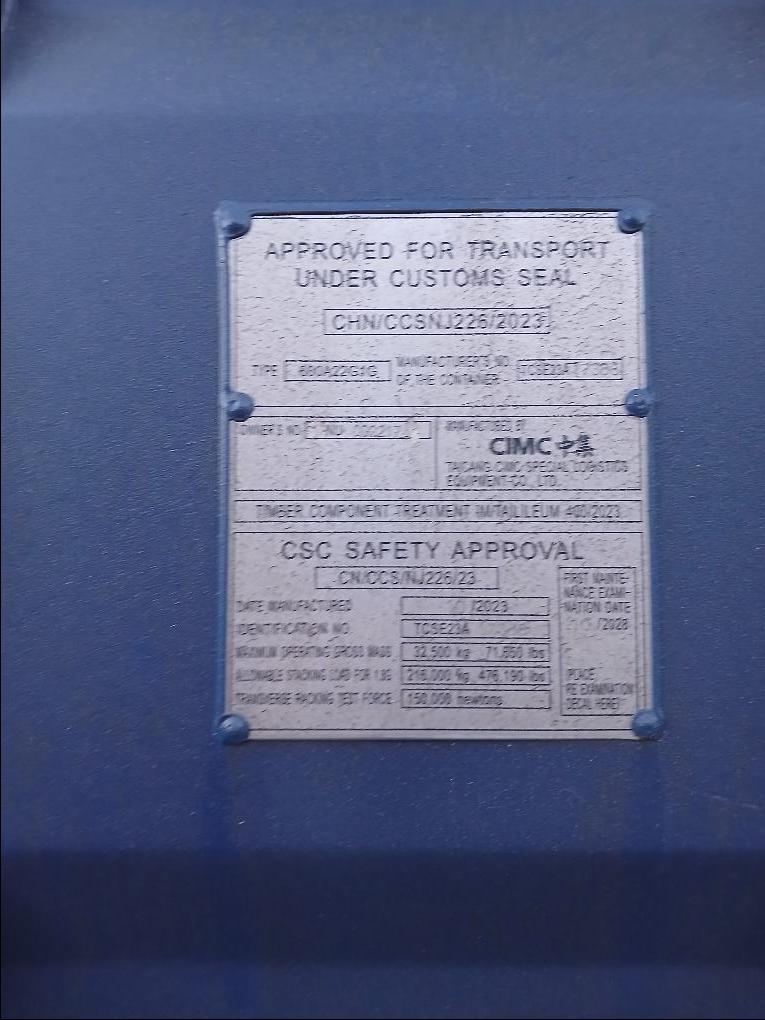 APPROVED FOR TRANSPORT
UNDER CUSTOMS SEAL
CHN/CCSNJ226/2023
TYPE
MANUFACTURER'S NO.
OF THE CONTAINER
OWNER'S NO.
MANUFACTURED BY
CIMC 中集
TAICANG CIMC SPECIAL LOGISTICS
EQUIPMENT CO., LTD.
TIMBER COMPONENT TREATMENT
CSC SAFETY APPROVAL
CN/CCS/NJ226/23
DATE MANUFACTURED /2023
IDENTIFICATION NO. TCSE23A
MAXIMUM OPERATING GROSS MASS 32,500 kg 71,650 lbs
ALLOWABLE STACKING LOAD FOR 1.8G 216,000 kg 476,190 lbs
TRANSVERSE RACKING TEST FORCE 150,000 newtons
FIRST MAINTE-
NANCE EXAMI-
NATION DATE
/2028
(PLACE
RE EXAMINATION
DECAL HERE)